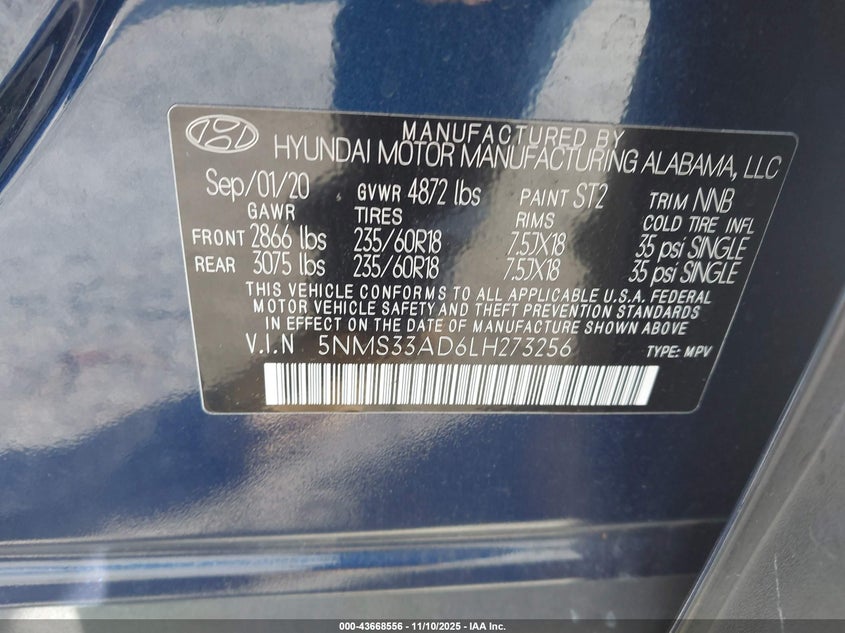 MANUFACTURED BY
HYUNDAI MOTOR MANUFACTURING ALABAMA, LLC
Sep/01/20 GVWR 4872 lbs PAINT ST2 TRIM NNB
GAWR TIRES RIMS COLD TIRE INFL
FRONT 2866 lbs 235/60R18 7.5JX18 35 psi SINGLE
REAR 3075 lbs 235/60R18 7.5JX18 35 psi SINGLE
THIS VEHICLE CONFORMS TO ALL APPLICABLE U.S.A. FEDERAL
MOTOR VEHICLE SAFETY AND THEFT PREVENTION STANDARDS
IN EFFECT ON THE DATE OF MANUFACTURE SHOWN ABOVE
V.I.N 5NMS33AD6LH273256 TYPE: MPV
000-43668556 - 11/10/2025 - IAA Inc.